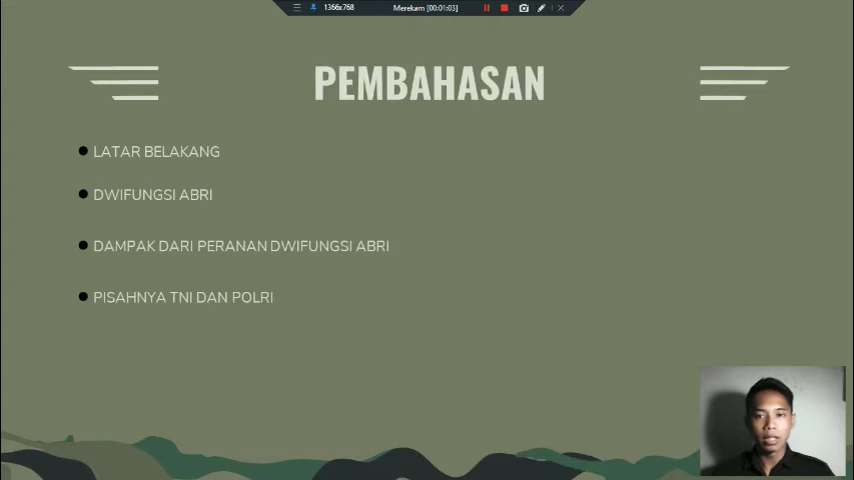 1366x768
Merekam [00:01:03]
PEMBAHASAN
LATAR BELAKANG
DWIFUNGSI ABRI
DAMPAK DARI PERANAN DWIFUNGSI ABRI
PISAHNYA TNI DAN POLRI